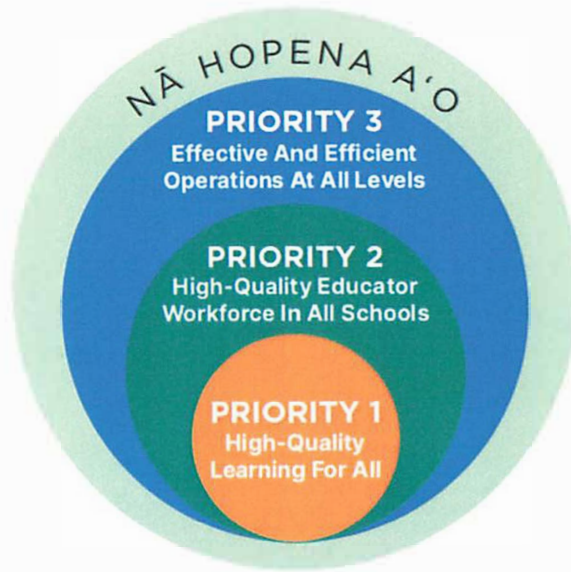 NĀ HOPENA AʻO
PRIORITY 3
Effective And Efficient
Operations At All Levels
PRIORITY 2
High-Quality Educator
Workforce In All Schools
PRIORITY 1
High-Quality
Learning For All